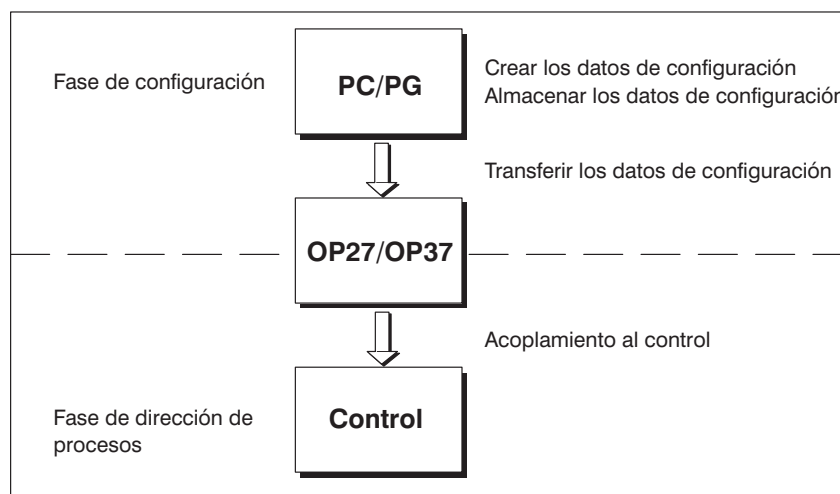 Fase de configuración
PC/PG
Crear los datos de configuración
Almacenar los datos de configuración
Transferir los datos de configuración
OP27/OP37
Acoplamiento al control
Fase de dirección de
procesos
Control